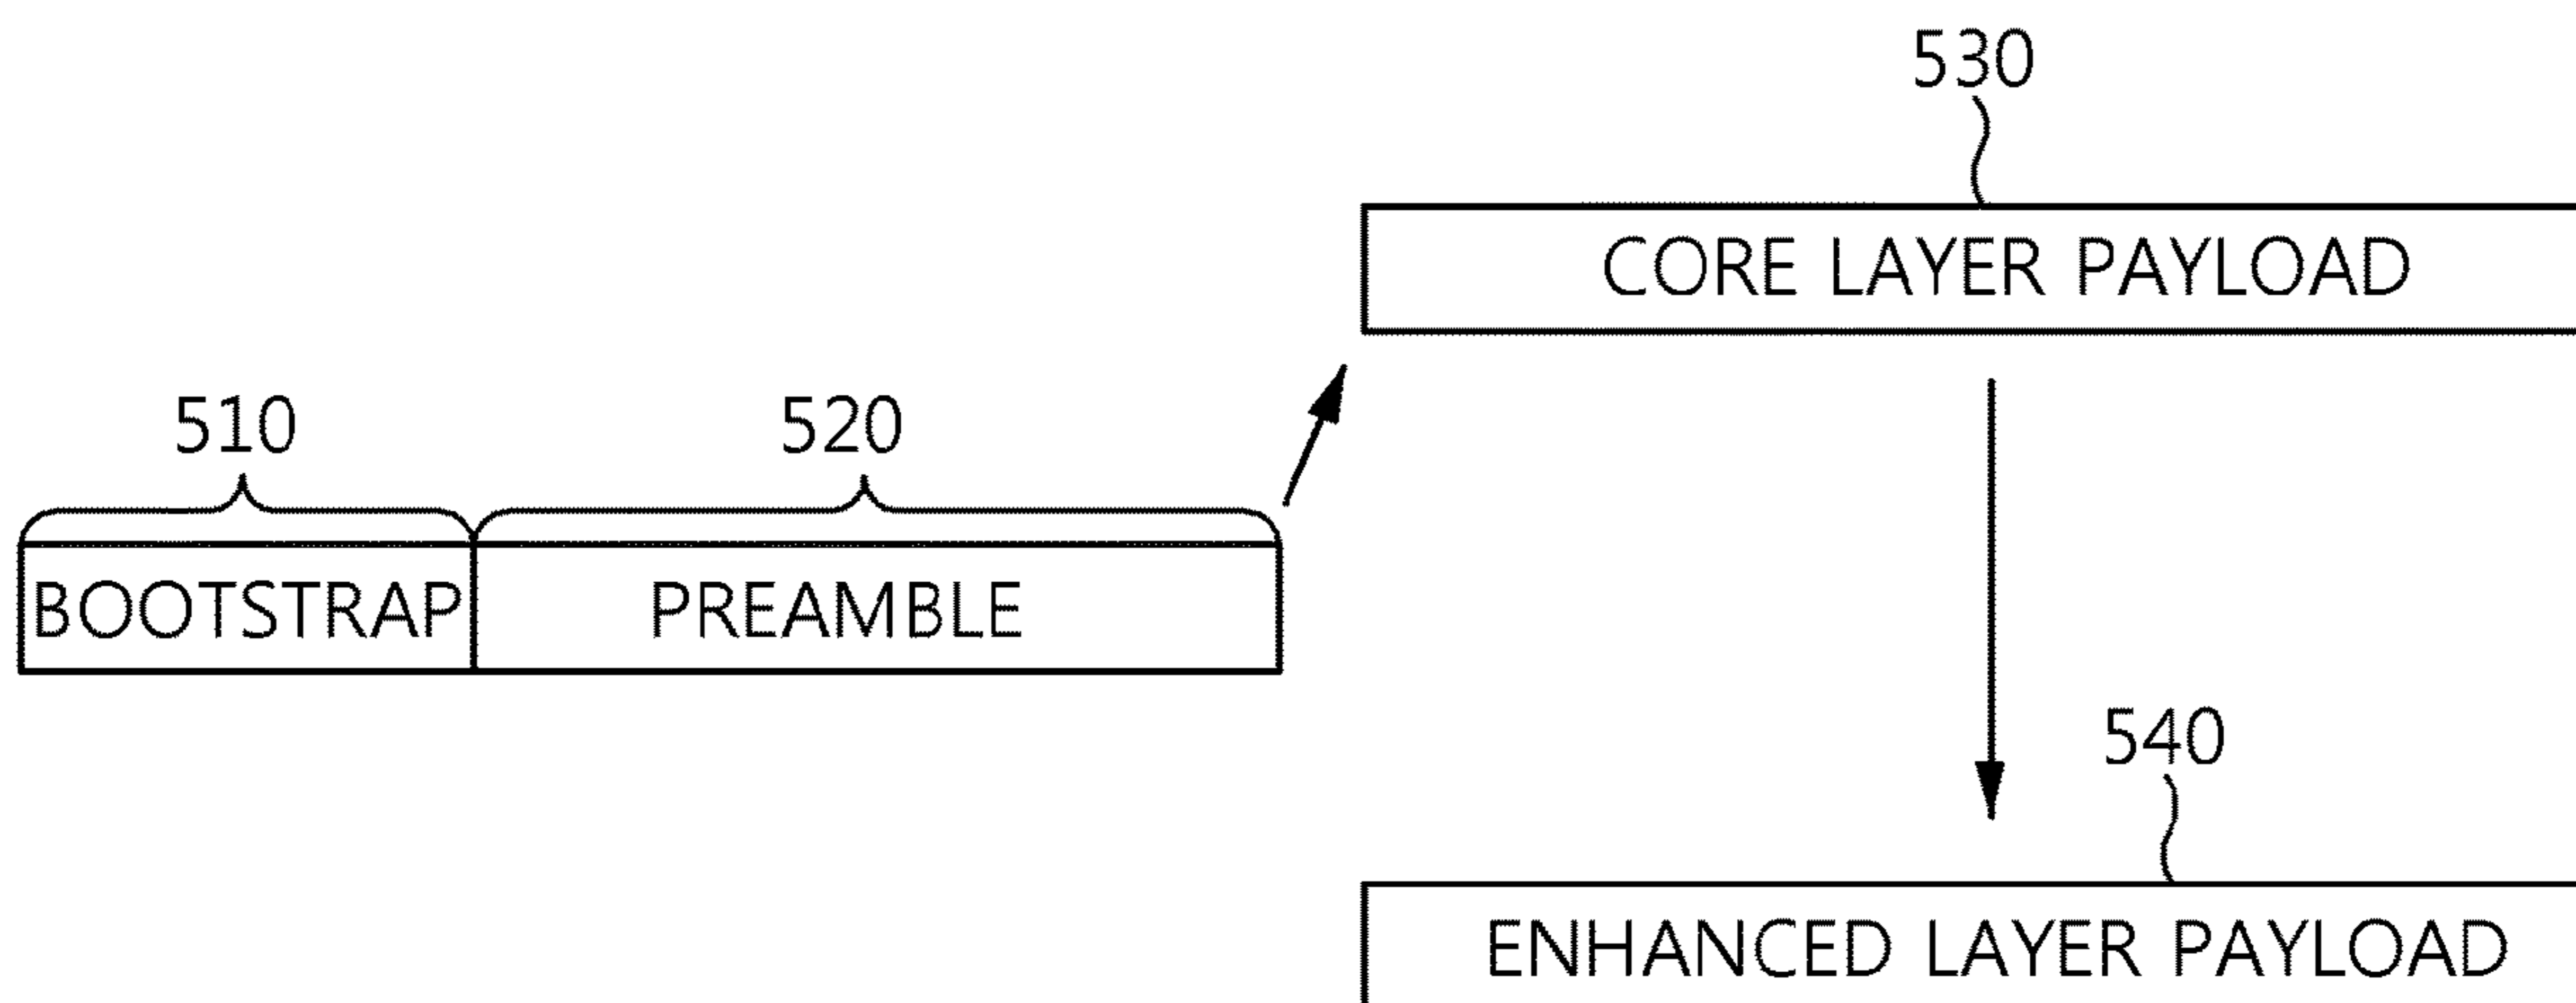 530
CORE LAYER PAYLOAD
510 520
BOOTSTRAP PREAMBLE
540
ENHANCED LAYER PAYLOAD